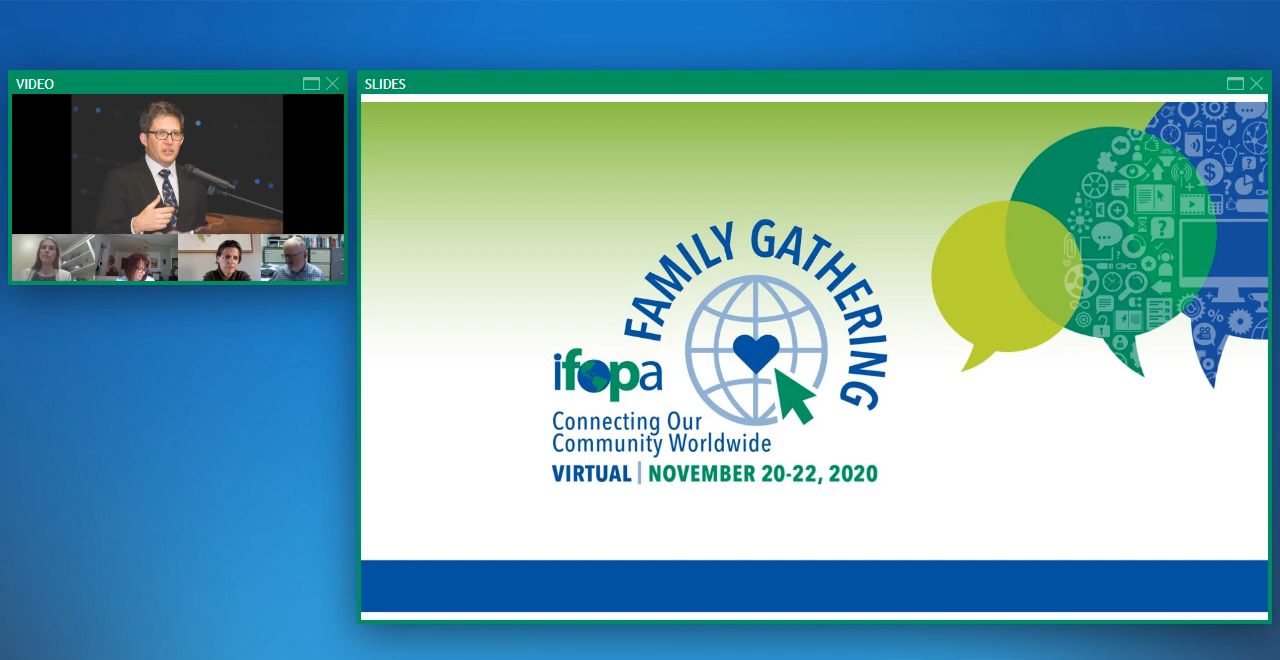 VIDEO
SLIDES
FAMILY GATHERING
ifopa
Connecting Our
Community Worldwide
VIRTUAL | NOVEMBER 20-22, 2020